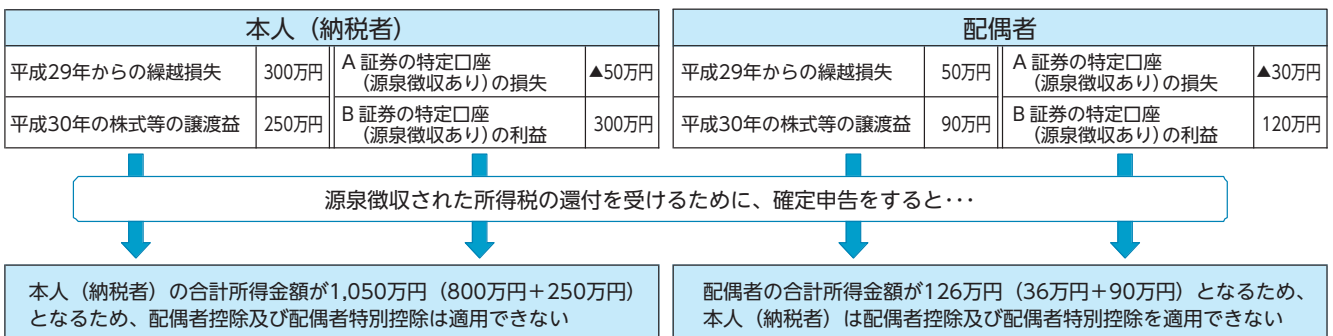 本人（納税者）
平成29年からの繰越損失 300万円
A 証券の特定口座
（源泉徴収あり）の損失 ▲50万円
平成30年の株式等の譲渡益 250万円
B 証券の特定口座
（源泉徴収あり）の利益 300万円
配偶者
平成29年からの繰越損失 50万円
A 証券の特定口座
（源泉徴収あり）の損失 ▲30万円
平成30年の株式等の譲渡益 90万円
B 証券の特定口座
（源泉徴収あり）の利益 120万円
源泉徴収された所得税の還付を受けるために、確定申告をすると･･･
本人（納税者）の合計所得金額が1,050万円（800万円＋250万円）
となるため、配偶者控除及び配偶者特別控除は適用できない
配偶者の合計所得金額が126万円（36万円＋90万円）となるため、
本人（納税者）は配偶者控除及び配偶者特別控除を適用できない